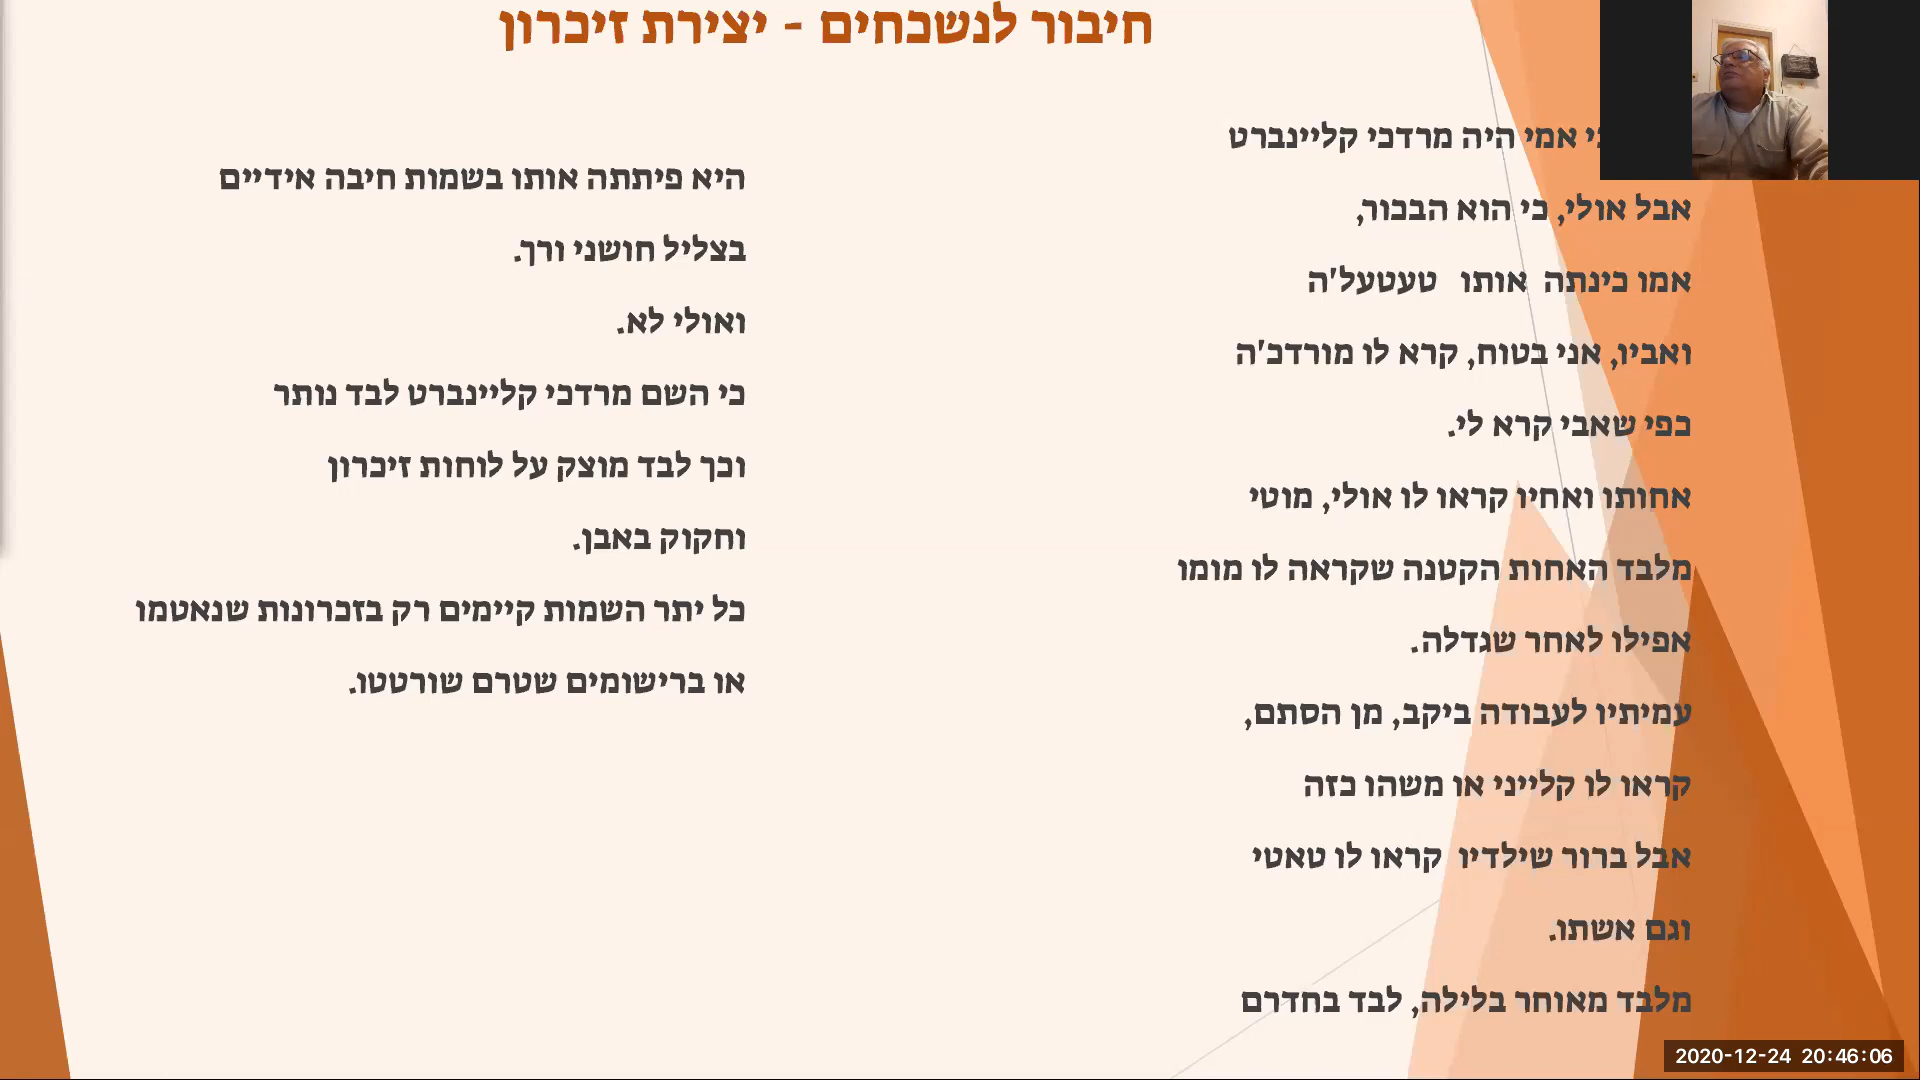 חיבור לנשכחים - יצירת זיכרון
אמי היה מרדכי קליינברט
אבל אולי, כי הוא הבכור,
אמו כינתה אותו טעטעל'ה
ואביו, אני בטוח, קרא לו מורדכ'ה
כפי שאבי קרא לי.
אחותו ואחיו קראו לו אולי, מוטי
מלבד האחות הקטנה שקראה לו מומו
אפילו לאחר שגדלה.
עמיתיו לעבודה ביקב, מן הסתם,
קראו לו קלייני או משהו כזה
אבל ברור שילדיו קראו לו טאטי
וגם אשתו.
מלבד מאוחר בלילה, לבד בחדרם
היא פיתתה אותו בשמות חיבה אידיים
בצליל חושני ורך.
ואולי לא.
כי השם מרדכי קליינברט לבד נותר
וכך לבד מוצק על לוחות זיכרון
וחקוק באבן.
כל יתר השמות קיימים רק בזכרונות שנאטמו
או ברישומים שטרם שורטטו.
2020-12-24 20:46:06